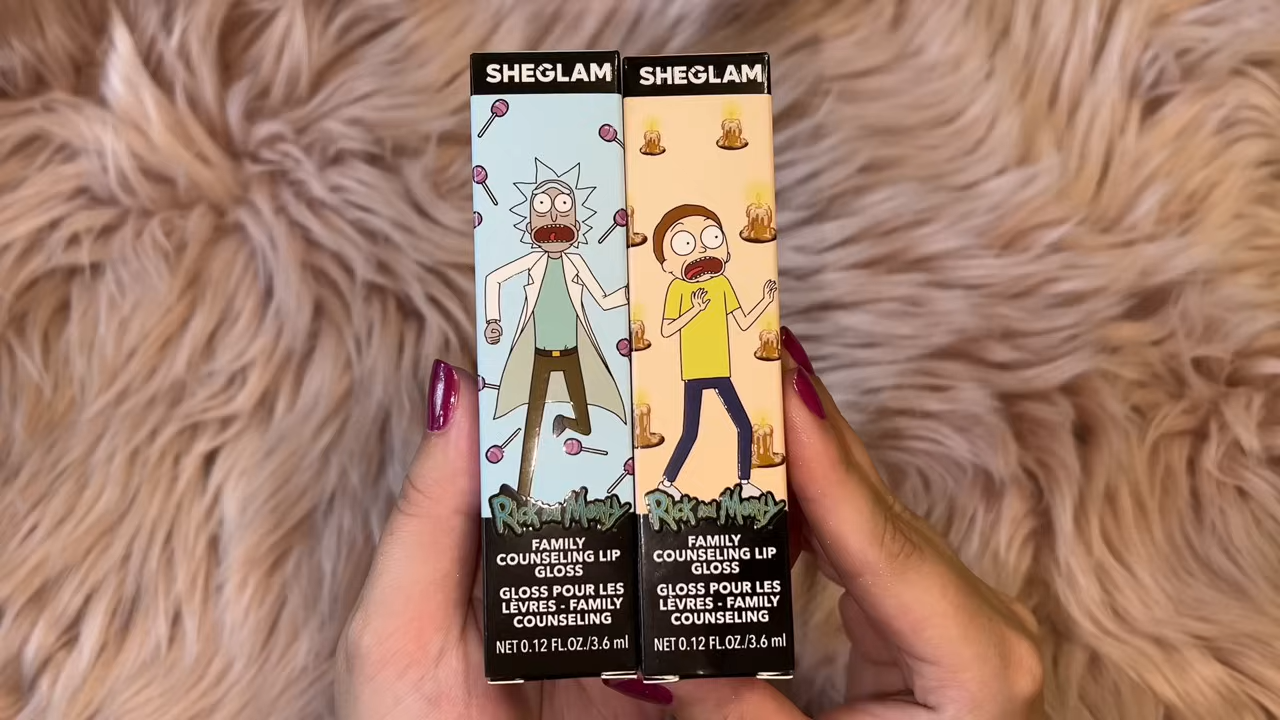 SHEGLAM
Rick and Morty
FAMILY
COUNSELING LIP
GLOSS
GLOSS POUR LES
LÈVRES - FAMILY
COUNSELING
NET 0.12 FL.OZ./3.6 ml
SHEGLAM
Rick and Morty
FAMILY
COUNSELING LIP
GLOSS
GLOSS POUR LES
LÈVRES - FAMILY
COUNSELING
NET 0.12 FL.OZ./3.6 ml